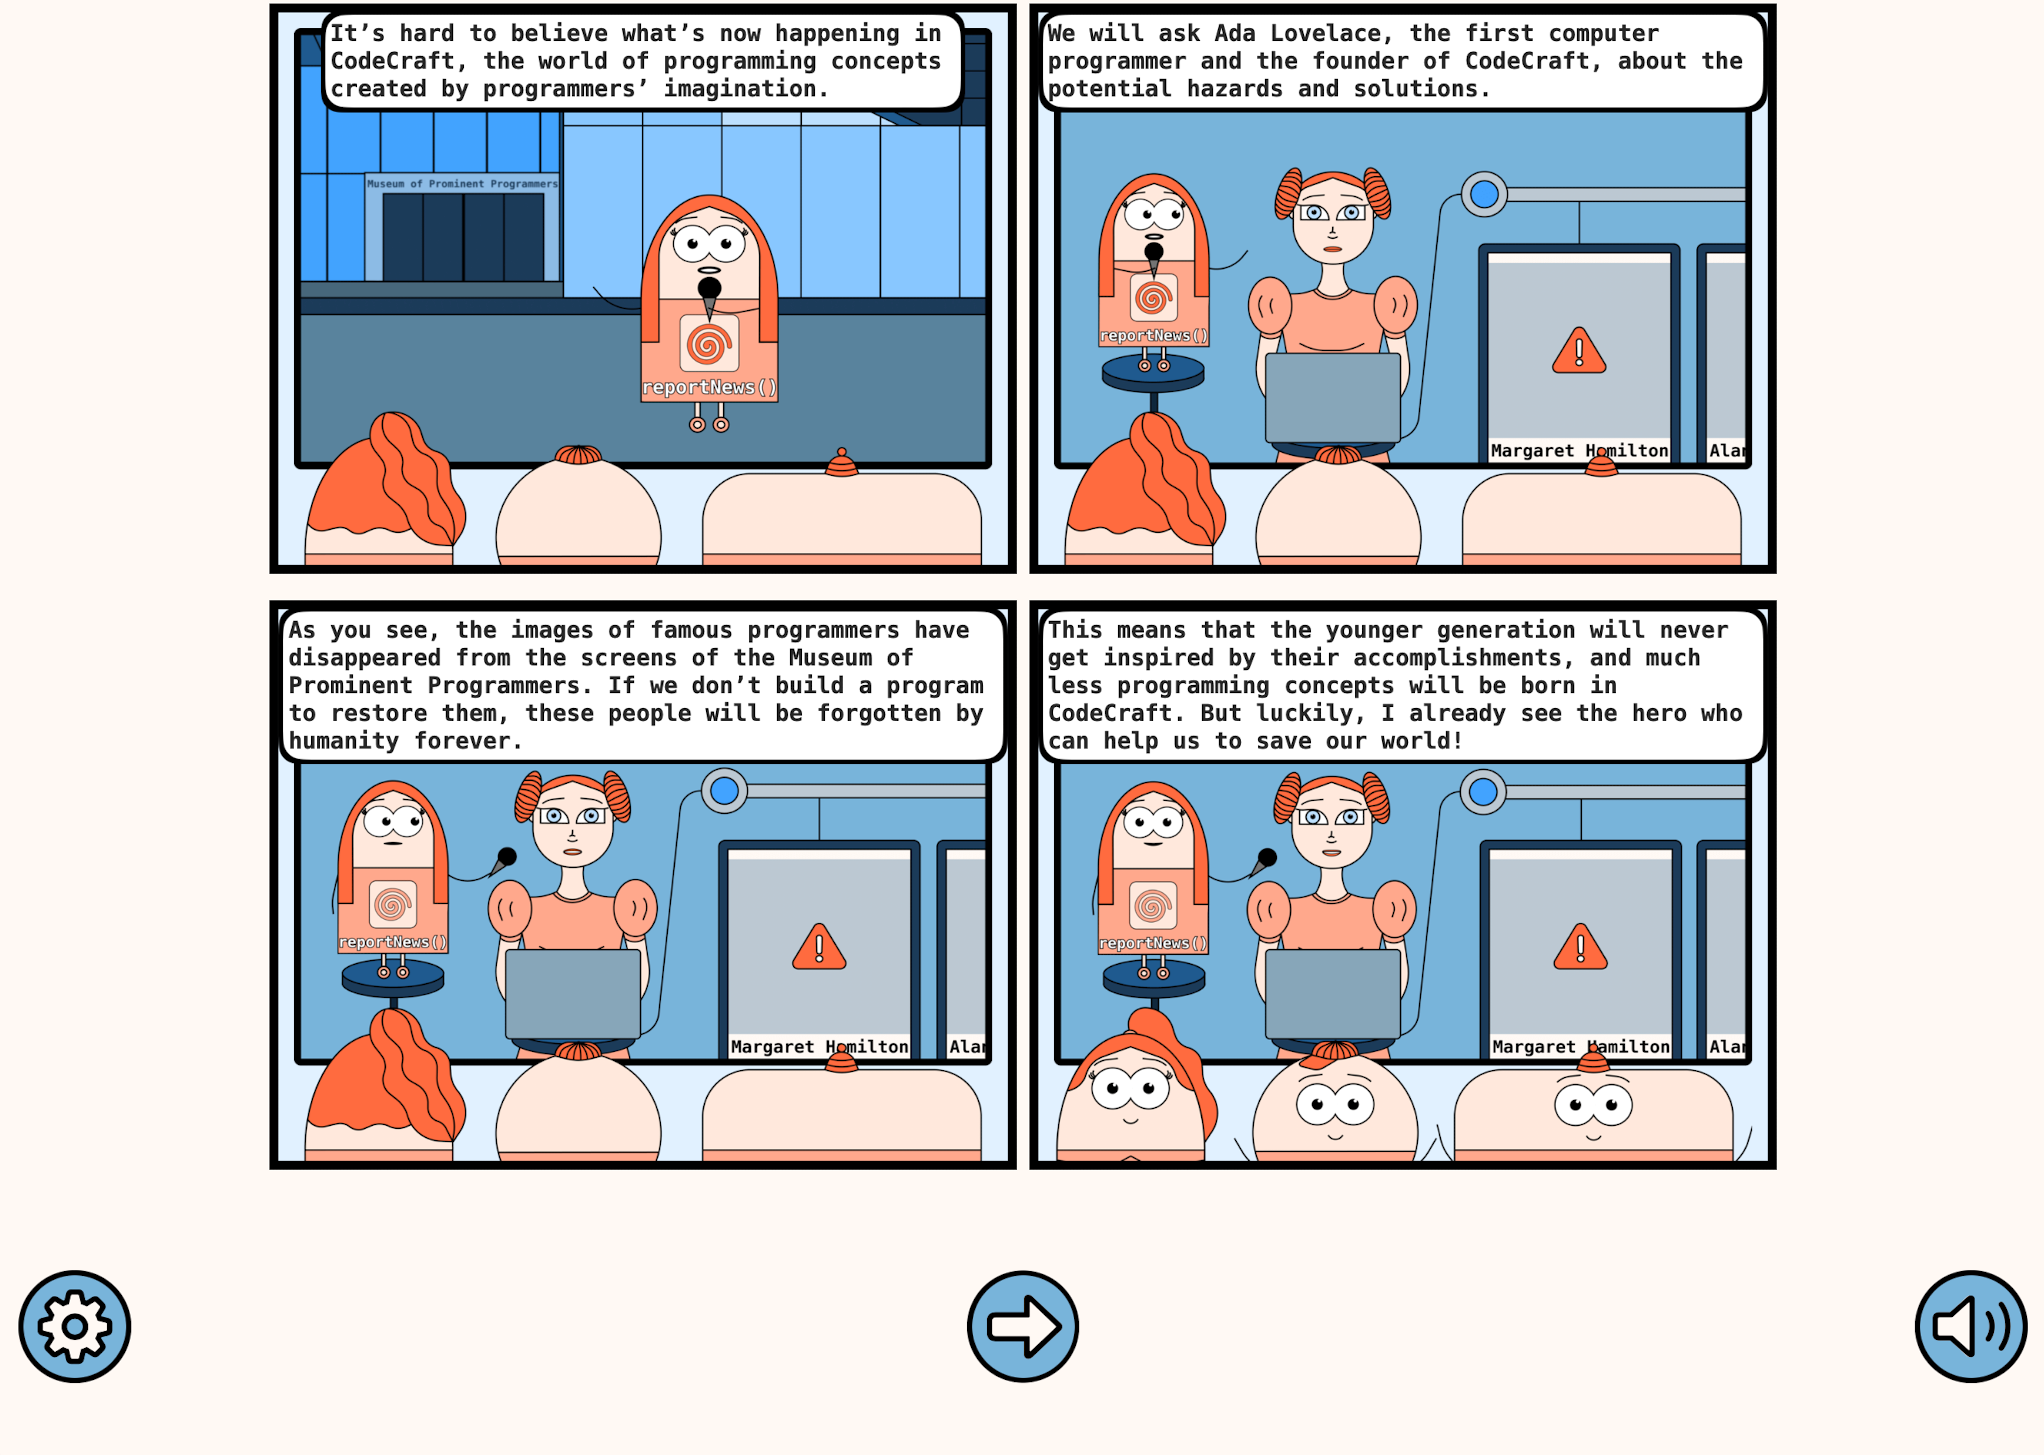 It’s hard to believe what’s now happening in
CodeCraft, the world of programming concepts
created by programmers’ imagination.
Museum of Prominent Programmers
reportNews()
We will ask Ada Lovelace, the first computer
programmer and the founder of CodeCraft, about the
potential hazards and solutions.
reportNews()
Margaret Hamilton
Alan
As you see, the images of famous programmers have
disappeared from the screens of the Museum of
Prominent Programmers. If we don’t build a program
to restore them, these people will be forgotten by
humanity forever.
reportNews()
Margaret Hamilton
Alan
This means that the younger generation will never
get inspired by their accomplishments, and much
less programming concepts will be born in
CodeCraft. But luckily, I already see the hero who
can help us to save our world!
reportNews()
Margaret Hamilton
Alan